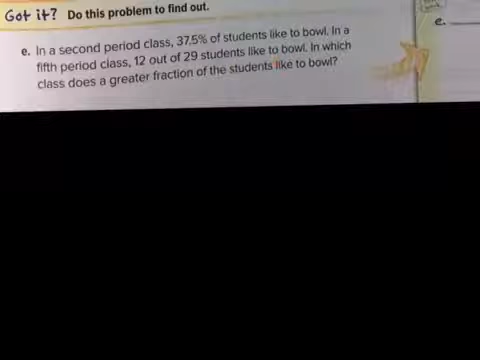 Got it? Do this problem to find out.
e. In a second period class, 37.5% of students like to bowl. In a
fifth period class, 12 out of 29 students like to bowl. In which
class does a greater fraction of the students like to bowl?
e.